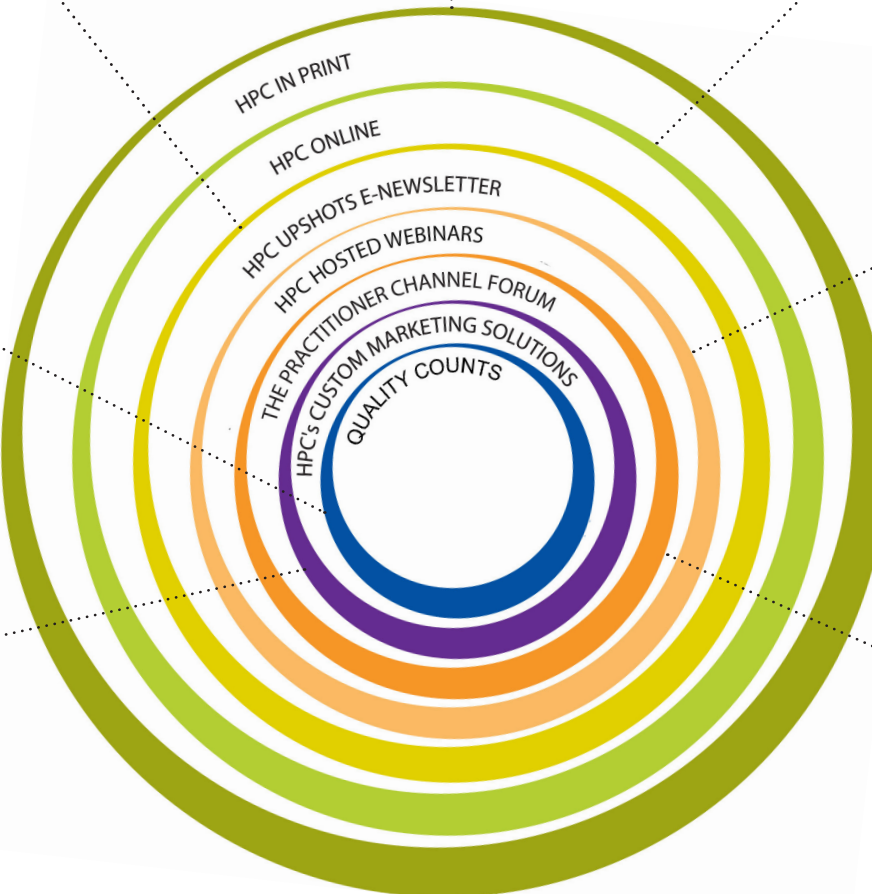 HPC IN PRINT
HPC ONLINE
HPC UPSHOTS E-NEWSLETTER
HPC HOSTED WEBINARS
THE PRACTITIONER CHANNEL FORUM
HPC's CUSTOM MARKETING SOLUTIONS
QUALITY COUNTS